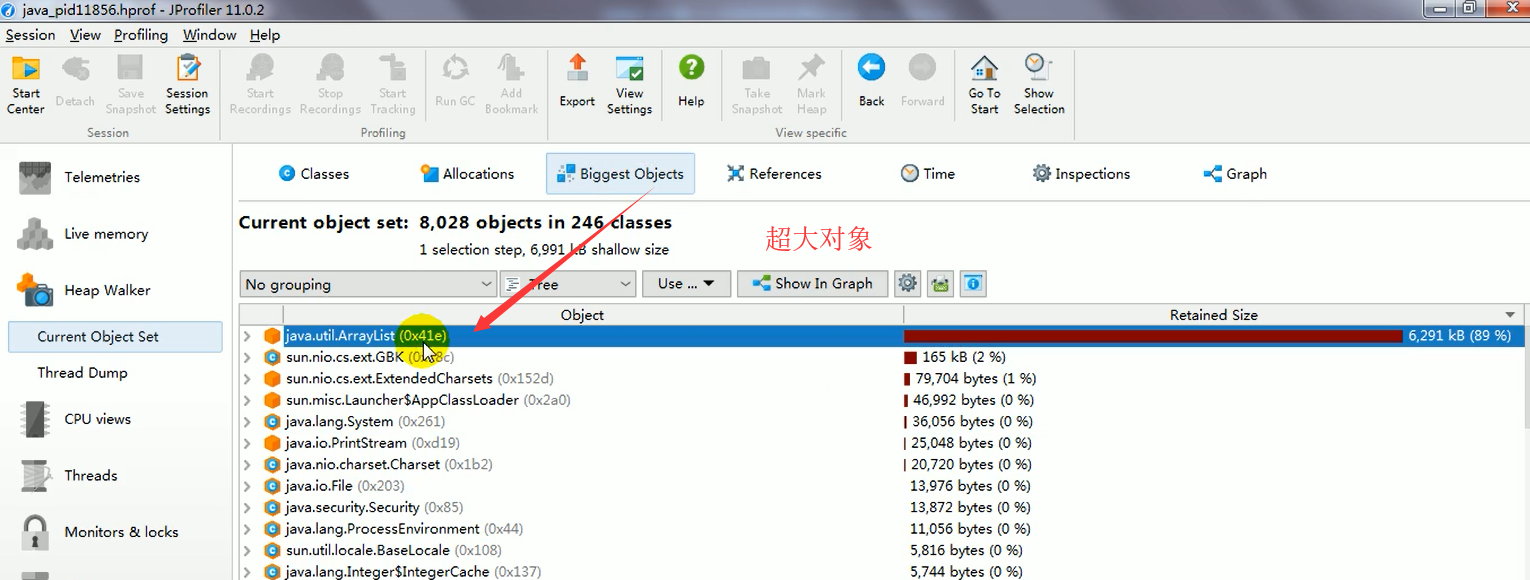 java_pid11856.hprof - JProfiler 11.0.2
Session View Profiling Window Help
Start Center
Detach
Save Snapshot
Session Settings
Start Recordings
Stop Recordings
Start Tracking
Run GC
Add Bookmark
Export
View Settings
Help
Take Snapshot
Mark Heap
Back
Forward
Go To Start
Show Selection
Session
Profiling
View specific
Telemetries
Live memory
Heap Walker
Current Object Set
Thread Dump
CPU views
Threads
Monitors & locks
Classes Allocations Biggest Objects References Time Inspections Graph
Current object set: 8,028 objects in 246 classes
1 selection step, 6,991 kB shallow size
超大对象
No grouping Tree Use ... Show In Graph
Object Retained Size
java.util.ArrayList (0x41e) 6,291 kB (89 %)
sun.nio.cs.ext.GBK 165 kB (2 %)
sun.nio.cs.ext.ExtendedCharsets (0x152d) 79,704 bytes (1 %)
sun.misc.Launcher$AppClassLoader (0x2a0) 46,992 bytes (0 %)
java.lang.System (0x261) 36,056 bytes (0 %)
java.io.PrintStream (0xd19) 25,048 bytes (0 %)
java.nio.charset.Charset (0x1b2) 20,720 bytes (0 %)
java.io.File (0x203) 13,976 bytes (0 %)
java.security.Security (0x85) 13,872 bytes (0 %)
java.lang.ProcessEnvironment (0x44) 11,056 bytes (0 %)
sun.util.locale.BaseLocale (0x108) 5,816 bytes (0 %)
java.lang.Integer$IntegerCache (0x137) 5,744 bytes (0 %)